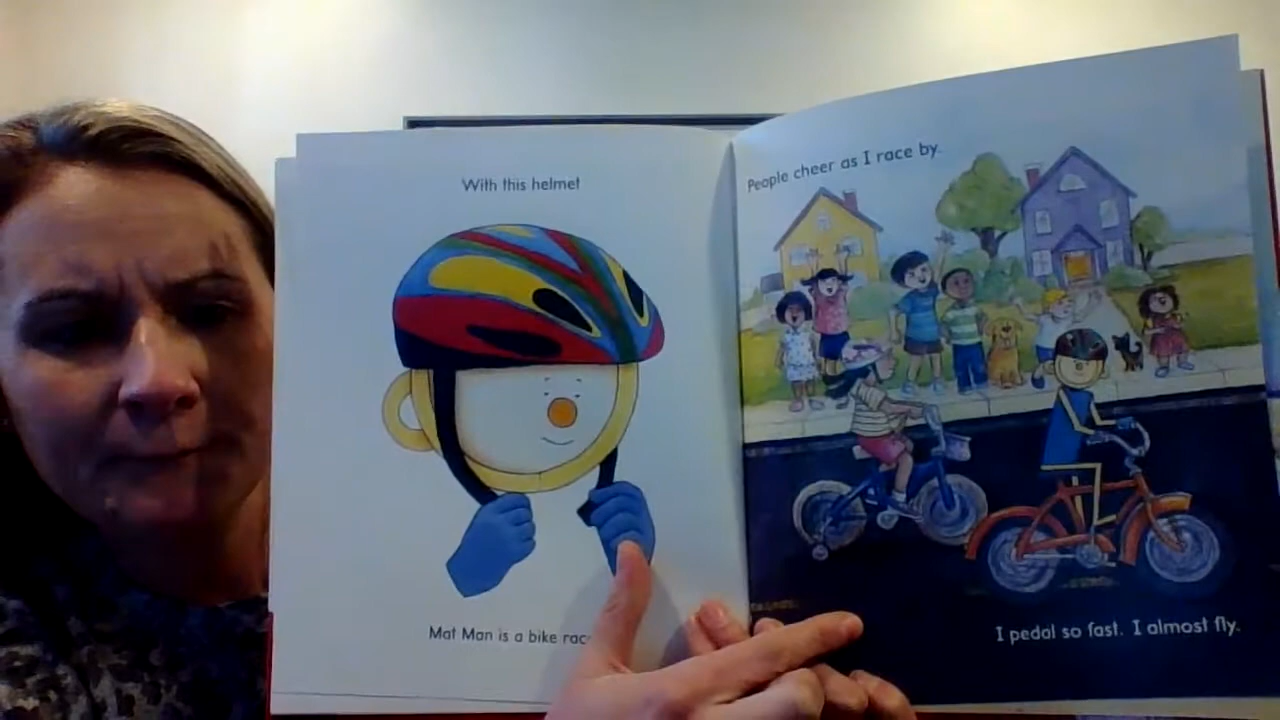 With this helmet
Mat Man is a bike
People cheer as I race by.
I pedal so fast. I almost fly.